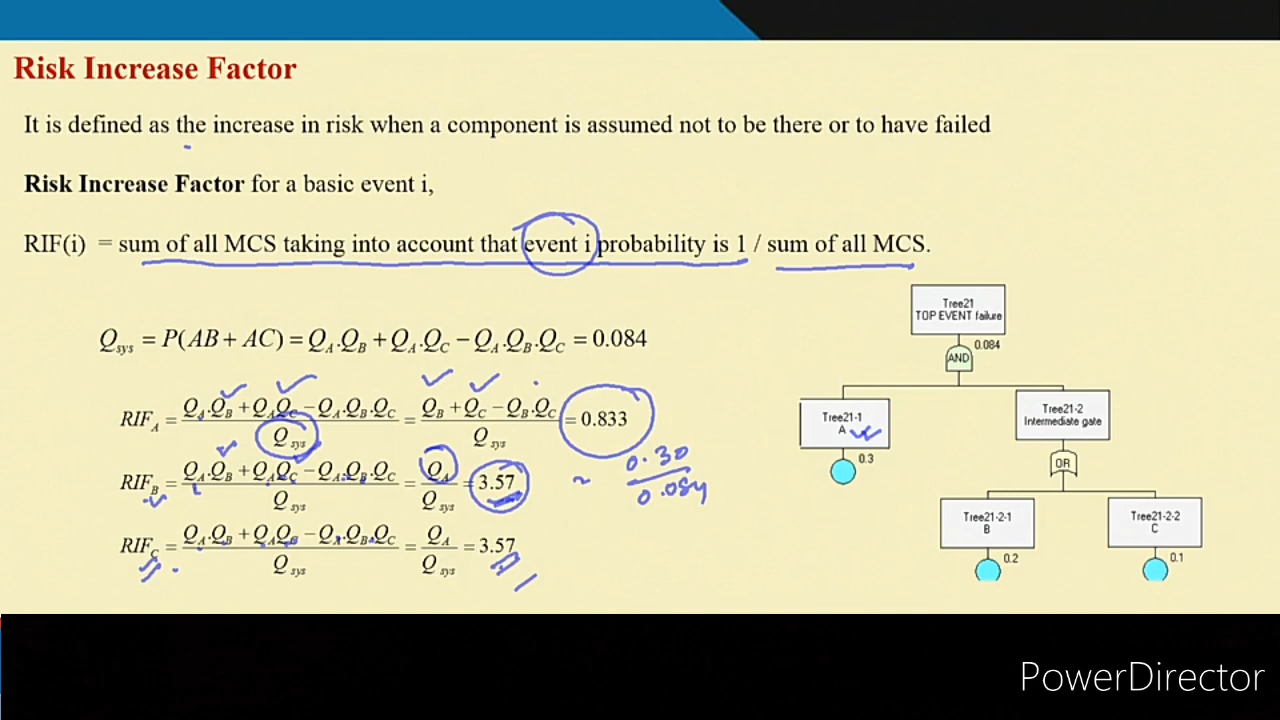 Risk Increase Factor
It is defined as the increase in risk when a component is assumed not to be there or to have failed
Risk Increase Factor for a basic event i,
RIF(i) = sum of all MCS taking into account that event i probability is 1 / sum of all MCS.
Q_sys = P(AB + AC) = Q_A.Q_B + Q_A.Q_C − Q_A.Q_B.Q_C = 0.084
RIF_A = (Q_A.Q_B + Q_A Q_C − Q_A.Q_B.Q_C) / Q_sys = (Q_B + Q_C − Q_B.Q_C) / Q_sys = 0.833
RIF_B = (Q_A.Q_B + Q_A Q_C − Q_A.Q_B.Q_C) / Q_sys = Q_A / Q_sys = 3.57 ~ 0.30 / 0.084
RIF_C = (Q_A.Q_B + Q_A Q_C − Q_A.Q_B.Q_C) / Q_sys = Q_A / Q_sys = 3.57
Tree21
TOP EVENT failure
0.084
AND
Tree21-1
A
0.3
Tree21-2
Intermediate gate
OR
Tree21-2-1
B
0.2
Tree21-2-2
C
0.1
PowerDirector